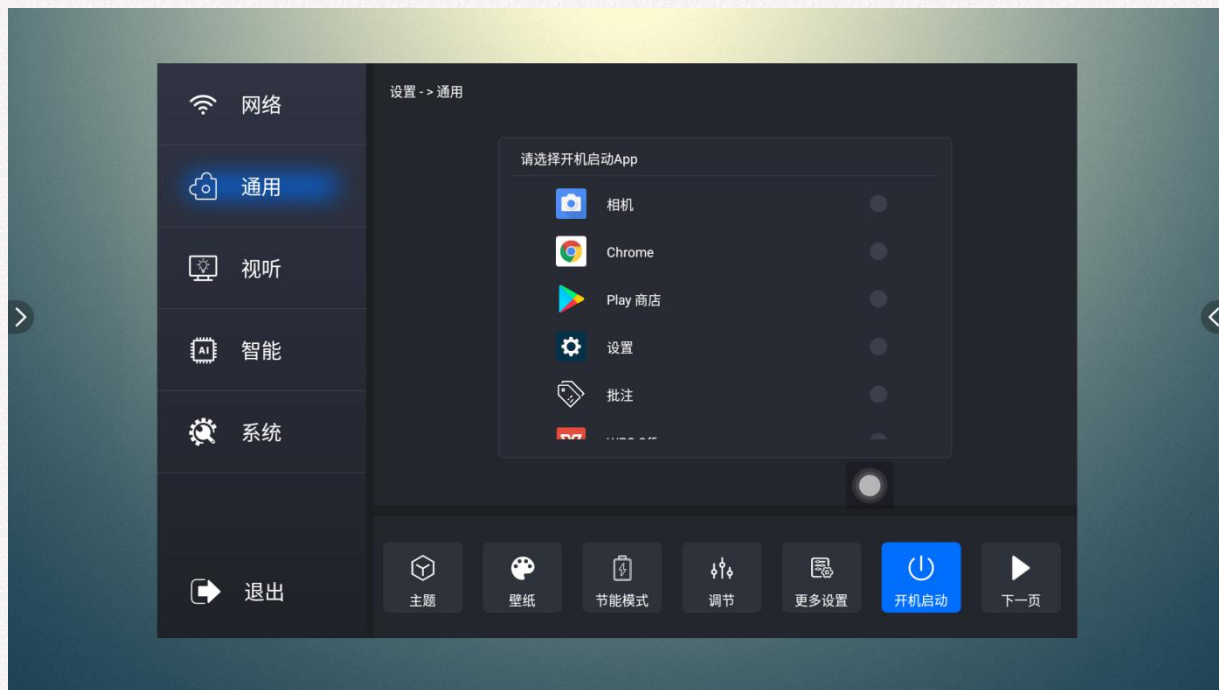 网络
通用
视听
智能
系统
退出
设置 - > 通用
请选择开机启动App
相机
Chrome
Play 商店
设置
批注
主题
壁纸
节能模式
调节
更多设置
开机启动
下一页
AI